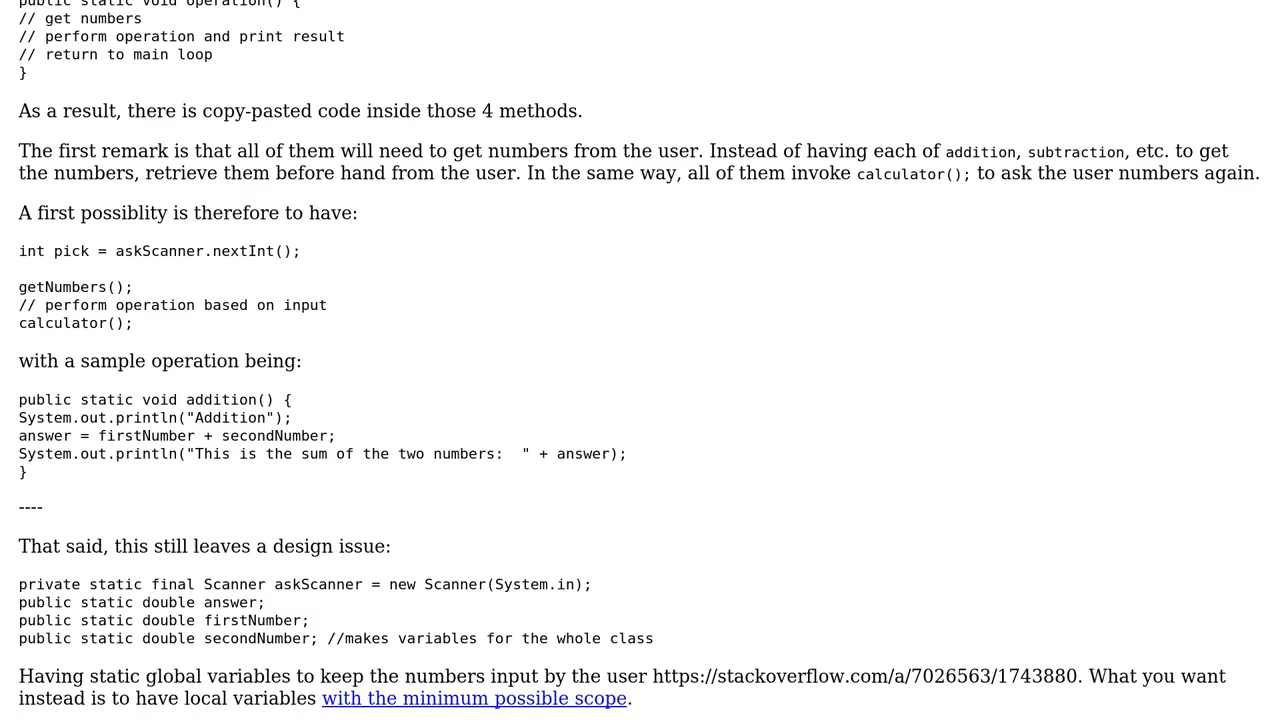 public static void operation() {
// get numbers
// perform operation and print result
// return to main loop
}
As a result, there is copy-pasted code inside those 4 methods.
The first remark is that all of them will need to get numbers from the user. Instead of having each of addition, subtraction, etc. to get
the numbers, retrieve them before hand from the user. In the same way, all of them invoke calculator(); to ask the user numbers again.
A first possiblity is therefore to have:
int pick = askScanner.nextInt();
getNumbers();
// perform operation based on input
calculator();
with a sample operation being:
public static void addition() {
System.out.println("Addition");
answer = firstNumber + secondNumber;
System.out.println("This is the sum of the two numbers:  " + answer);
}
----
That said, this still leaves a design issue:
private static final Scanner askScanner = new Scanner(System.in);
public static double answer;
public static double firstNumber;
public static double secondNumber; //makes variables for the whole class
Having static global variables to keep the numbers input by the user https://stackoverflow.com/a/7026563/1743880. What you want
instead is to have local variables with the minimum possible scope.